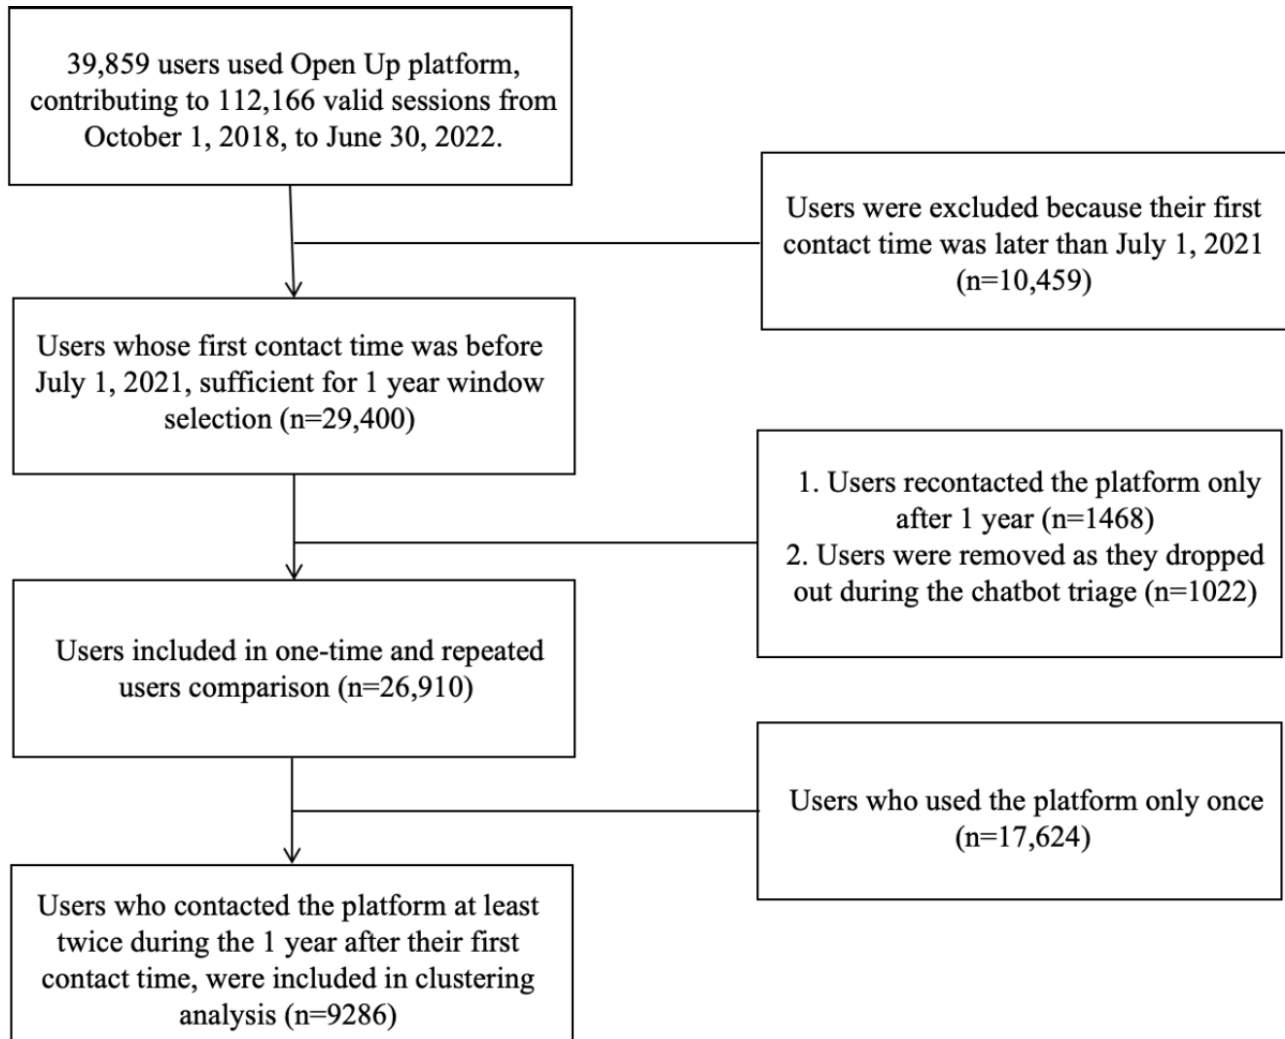 39,859 users used Open Up platform,
contributing to 112,166 valid sessions from
October 1, 2018, to June 30, 2022.
Users were excluded because their first
contact time was later than July 1, 2021
(n=10,459)
Users whose first contact time was before
July 1, 2021, sufficient for 1 year window
selection (n=29,400)
1. Users recontacted the platform only
after 1 year (n=1468)
2. Users were removed as they dropped
out during the chatbot triage (n=1022)
Users included in one-time and repeated
users comparison (n=26,910)
Users who used the platform only once
(n=17,624)
Users who contacted the platform at least
twice during the 1 year after their first
contact time, were included in clustering
analysis (n=9286)